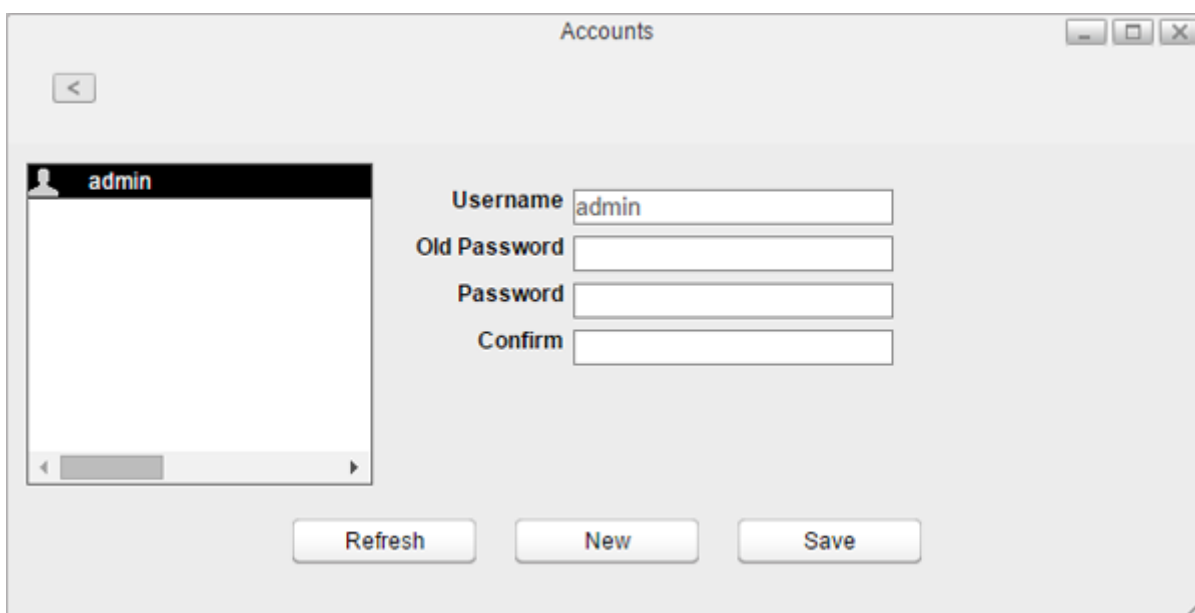 Accounts
<
admin
Username admin
Old Password
Password
Confirm
Refresh New Save